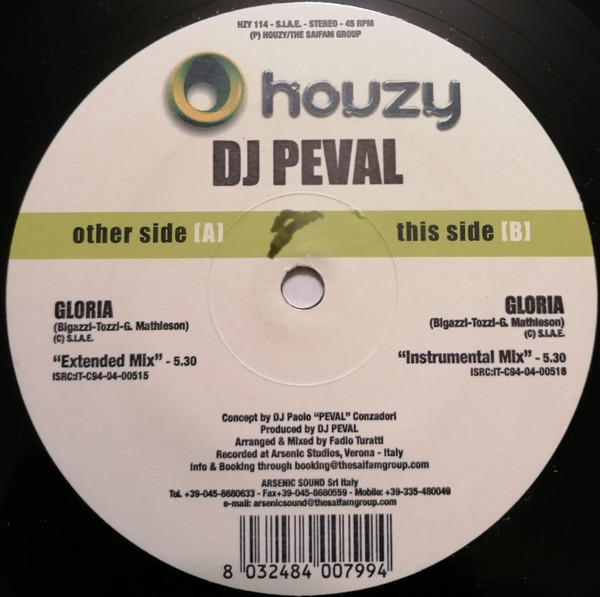 HZY 114 - S.I.A.E. - STEREO - 45 RPM
(P) HOUZY/THE SAIFAM GROUP
houzy
DJ PEVAL
other side [A]
this side [B]
GLORIA
(Bigazzi-Tozzi-G. Mathieson)
(C) S.I.A.E.
"Extended Mix" - 5.30
ISRC:IT-C94-04-00515
GLORIA
(Bigazzi-Tozzi-G. Mathieson)
(C) S.I.A.E.
"Instrumental Mix" - 5.30
ISRC:IT-C94-04-00516
Concept by DJ Paolo "PEVAL" Conzadori
Produced by DJ PEVAL
Arranged & Mixed by Fadio Turatti
Recorded at Arsenic Studios, Verona - Italy
Info & Booking through booking@thesaifamgroup.com
ARSENIC SOUND Srl Italy
Tel. +39-045-8680633 - Fax+39-045-8680559 - Mobile: +39-335-480049
e-mail: arsenicsound@thesaifamgroup.com
8 032484 007994